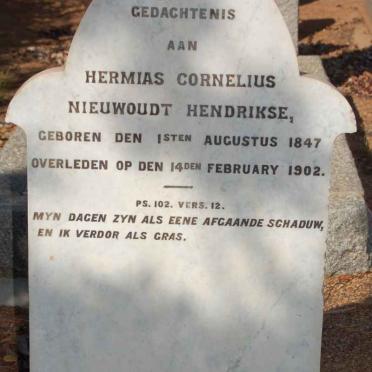 GEDACHTENIS
AAN
HERMIAS CORNELIUS
NIEUWOUDT HENDRIKSE,
GEBOREN DEN 1STEN AUGUSTUS 1847
OVERLEDEN OP DEN 14DEN FEBRUARY 1902.
PS. 102. VERS. 12.
MYN DAGEN ZYN ALS EENE AFGAANDE SCHADUW,
EN IK VERDOR ALS GRAS.